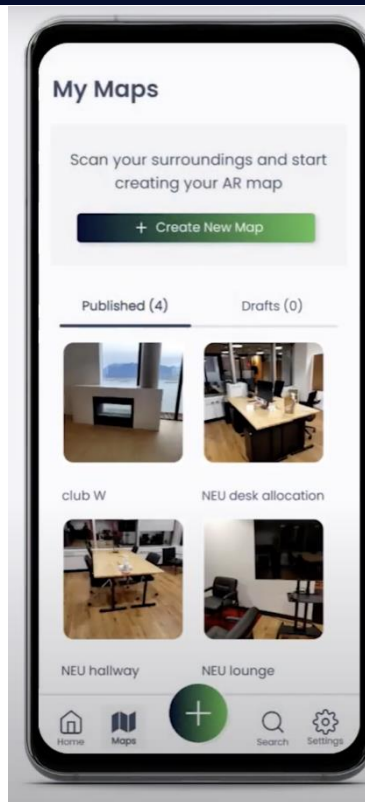 My Maps
Scan your surroundings and start
creating your AR map
+ Create New Map
Published (4)
Drafts (0)
club W
NEU desk allocation
NEU hallway
NEU lounge
Home
Maps
Search
Settings